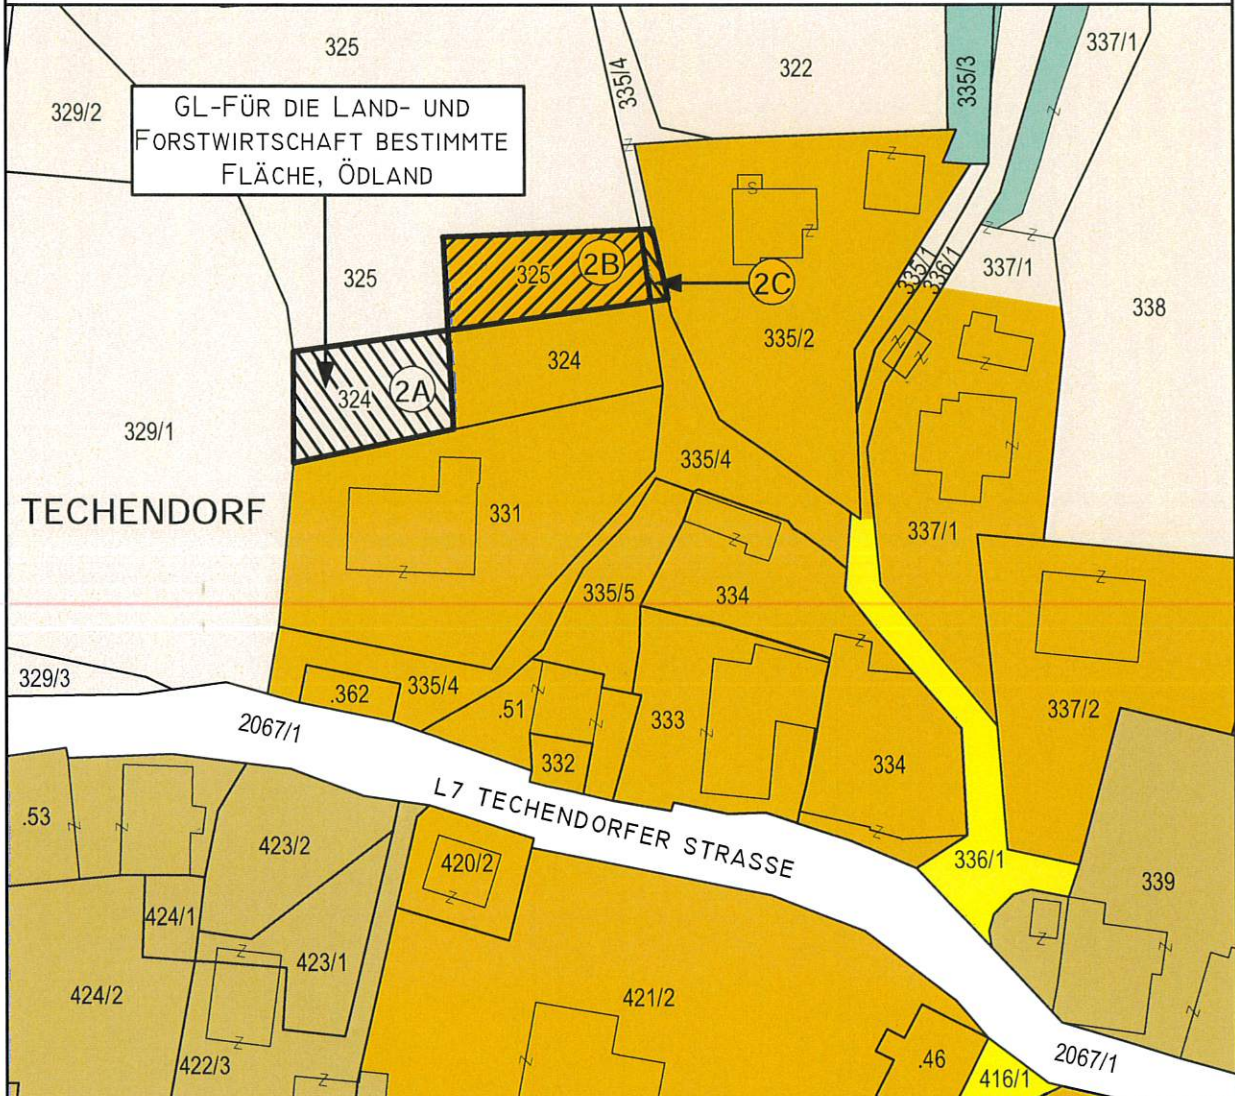 325
335/4
322
335/3
337/1
329/2
GL-FÜR DIE LAND- UND
FORSTWIRTSCHAFT BESTIMMTE
FLÄCHE, ÖDLAND
Z
Z
Z
S
Z
Z
Z
325
325
2B
2C
335/1
336/1
337/1
338
335/2
324
Z
Z
Z
324
2A
329/1
335/4
Z
TECHENDORF
331
Z
337/1
Z
Z
335/5
334
Z
329/3
.362
335/4
.51
Z
Z
333
Z
337/2
2067/1
332
334
L7 TECHENDORFER STRASSE
Z
.53
Z
Z
423/2
420/2
Z
336/1
339
424/1
Z
423/1
Z
Z
424/2
421/2
Z
Z
422/3
Z
Z
.46
416/1
2067/1